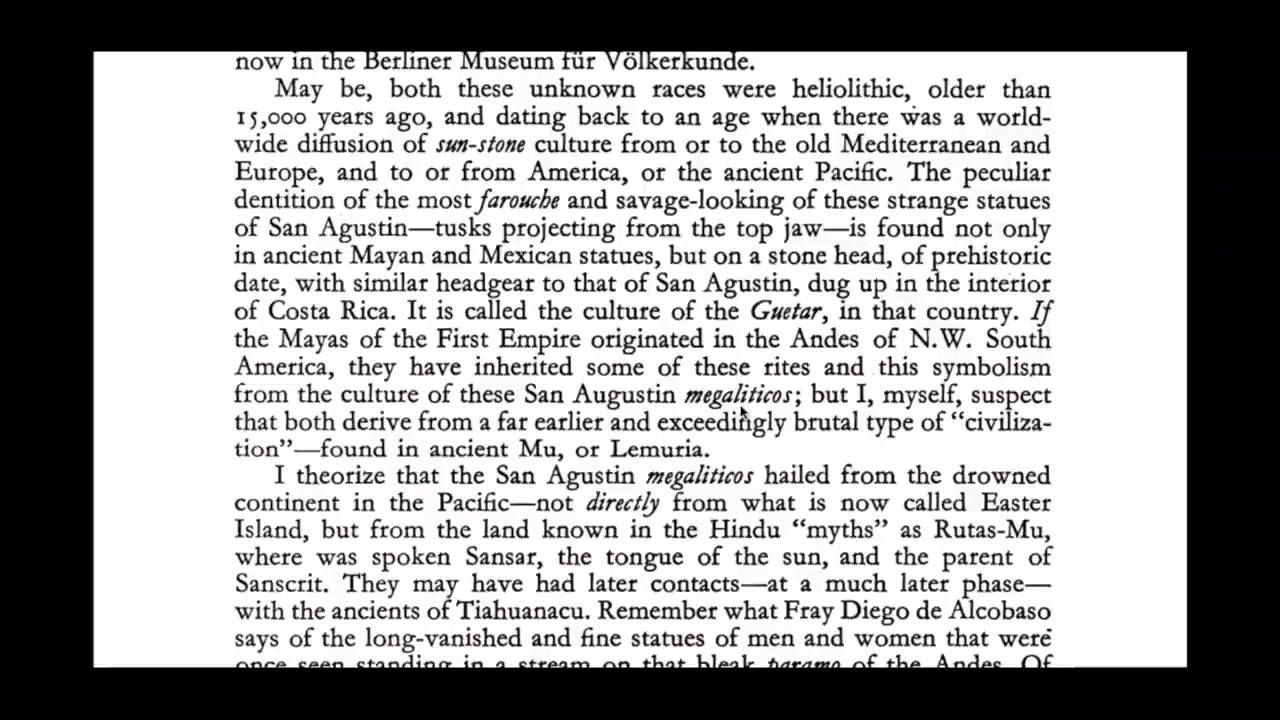 now in the Berliner Museum für Völkerkunde.
May be, both these unknown races were heliolithic, older than
15,000 years ago, and dating back to an age when there was a world-
wide diffusion of sun-stone culture from or to the old Mediterranean and
Europe, and to or from America, or the ancient Pacific. The peculiar
dentition of the most farouche and savage-looking of these strange statues
of San Agustin—tusks projecting from the top jaw—is found not only
in ancient Mayan and Mexican statues, but on a stone head, of prehistoric
date, with similar headgear to that of San Agustin, dug up in the interior
of Costa Rica. It is called the culture of the Guetar, in that country. If
the Mayas of the First Empire originated in the Andes of N.W. South
America, they have inherited some of these rites and this symbolism
from the culture of these San Augustin megaliticos; but I, myself, suspect
that both derive from a far earlier and exceedingly brutal type of “civiliza-
tion”—found in ancient Mu, or Lemuria.
I theorize that the San Agustin megaliticos hailed from the drowned
continent in the Pacific—not directly from what is now called Easter
Island, but from the land known in the Hindu “myths” as Rutas-Mu,
where was spoken Sansar, the tongue of the sun, and the parent of
Sanscrit. They may have had later contacts—at a much later phase—
with the ancients of Tiahuanacu. Remember what Fray Diego de Alcobaso
says of the long-vanished and fine statues of men and women that were
once seen standing in a stream on that bleak paramo of the Andes. Of